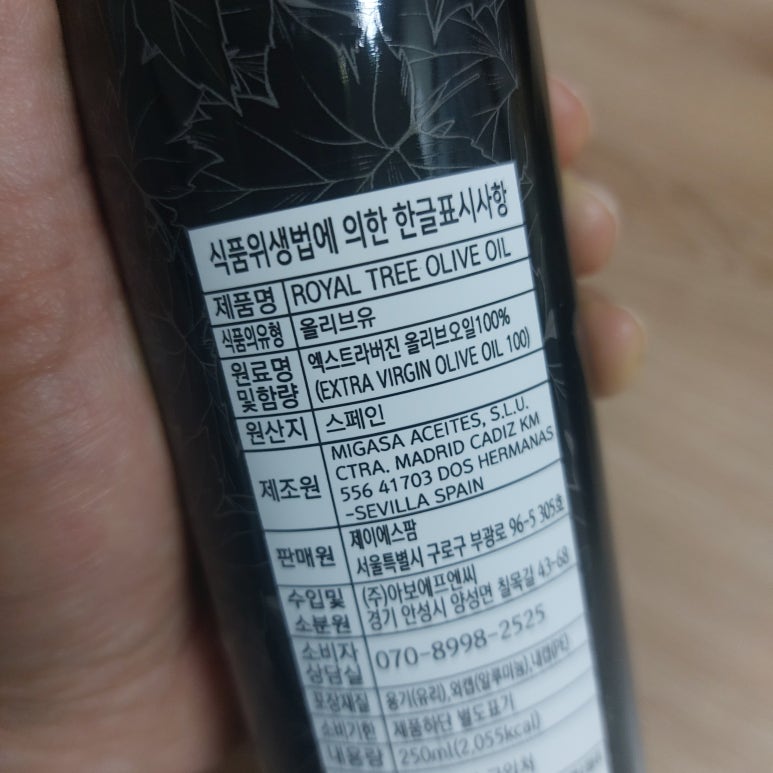 식품위생법에 의한 한글표시사항
제품명 ROYAL TREE OLIVE OIL
식품의유형 올리브유
원료명 및함량 엑스트라버진 올리브오일100%
(EXTRA VIRGIN OLIVE OIL 100)
원산지 스페인
제조원 MIGASA ACEITES, S.L.U.
CTRA. MADRID CADIZ KM
556 41703 DOS HERMANAS
-SEVILLA SPAIN
판매원 제이에스팜
서울특별시 구로구 부광로 96-5 305호
수입및 소분원 (주)아보에프엔씨
경기 안성시 양성면 칠목길 43-68
소비자 상담실 070-8998-2525
포장재질 용기(유리),외캡(알루미늄),내캡(PE)
소비기한 제품하단 별도표기
내용량 250ml(2,055kcal)